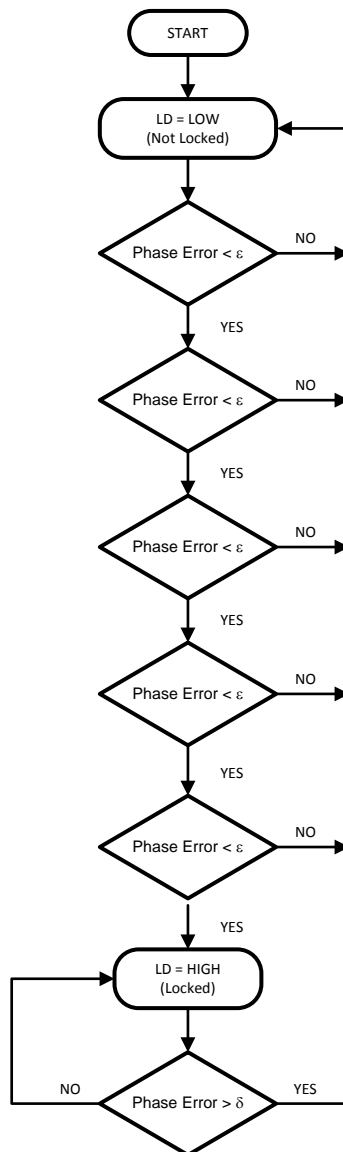 START
LD = LOW
(Not Locked)
Phase Error < ε
NO
YES
Phase Error < ε
NO
YES
Phase Error < ε
NO
YES
Phase Error < ε
NO
YES
Phase Error < ε
NO
YES
LD = HIGH
(Locked)
NO
Phase Error > δ
YES